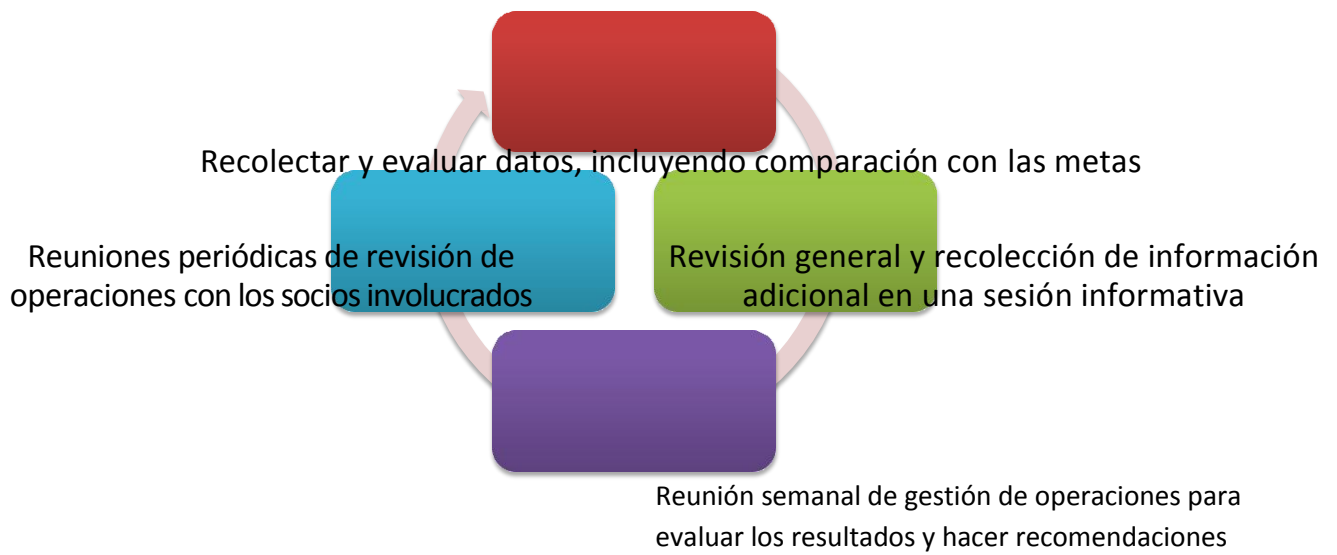 Recolectar y evaluar datos, incluyendo comparación con las metas
Reuniones periódicas de revisión de
operaciones con los socios involucrados
Revisión general y recolección de información
adicional en una sesión informativa
Reunión semanal de gestión de operaciones para
evaluar los resultados y hacer recomendaciones